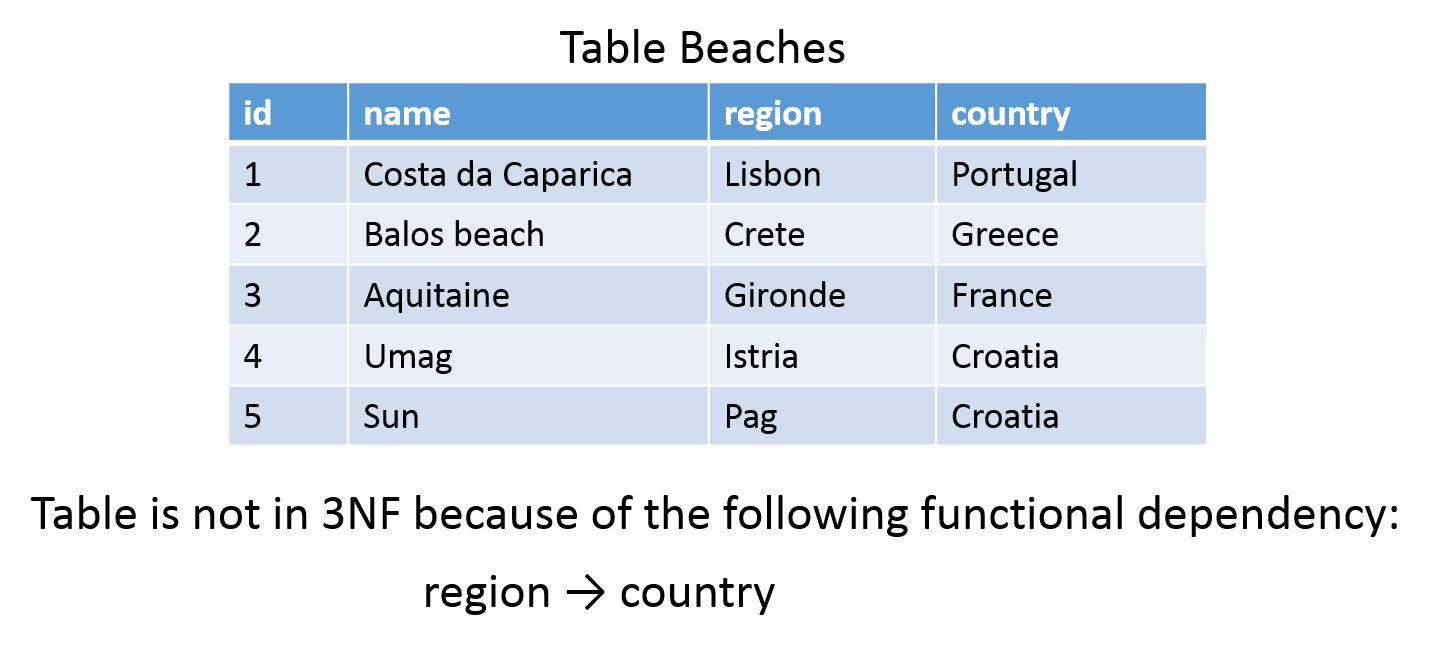 Table Beaches
id name region country
1 Costa da Caparica Lisbon Portugal
2 Balos beach Crete Greece
3 Aquitaine Gironde France
4 Umag Istria Croatia
5 Sun Pag Croatia
Table is not in 3NF because of the following functional dependency:
region → country